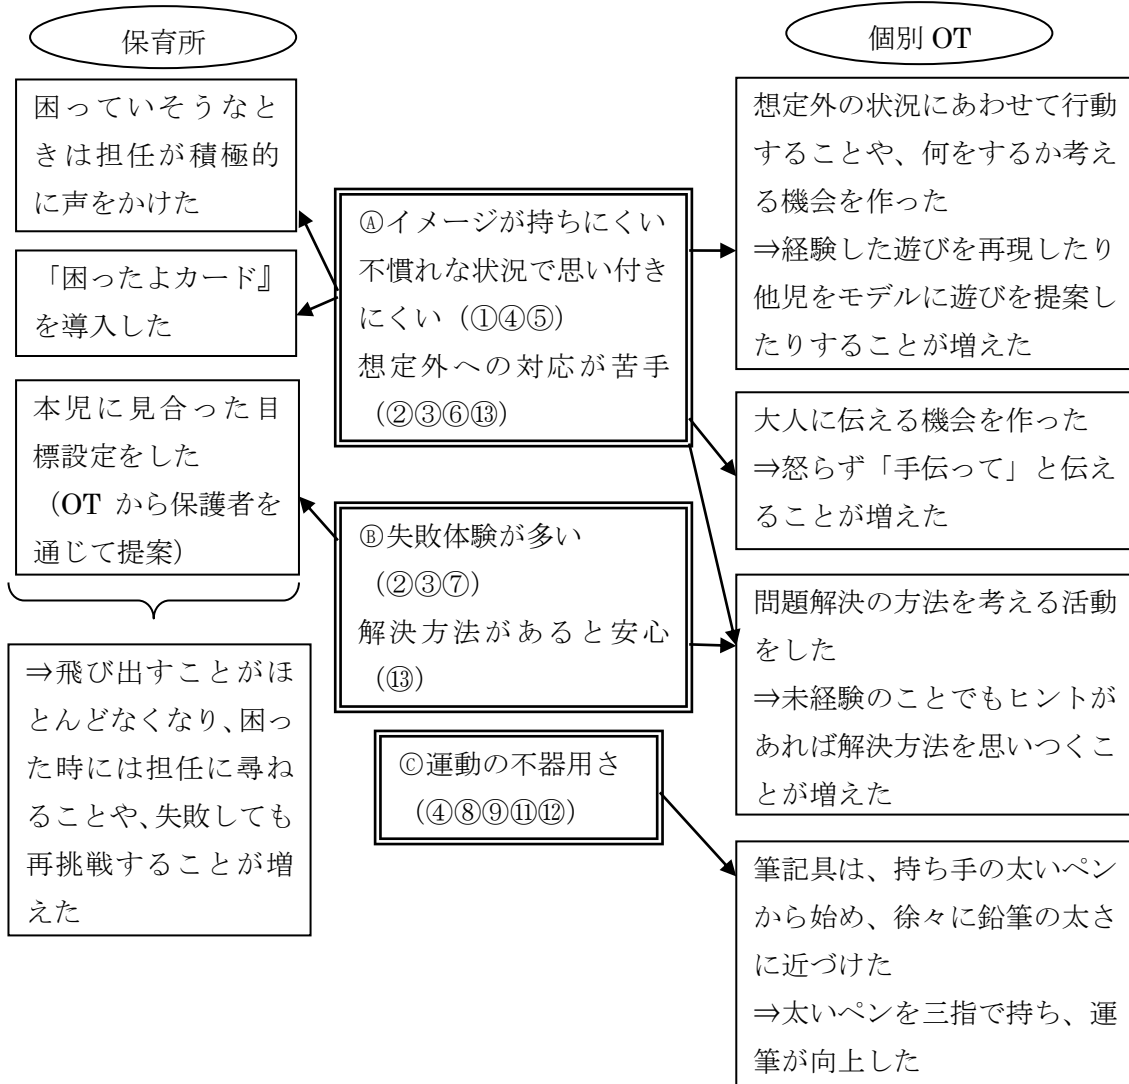 保育所
困っていそうなと
きは担任が積極的
に声をかけた
「困ったよカード』
を導入した
本児に見合った目
標設定をした
（OT から保護者を
通じて提案）
⇒飛び出すことがほ
とんどなくなり、困っ
た時には担任に尋ね
ることや、失敗しても
再挑戦することが増
えた
Ⓐイメージが持ちにくい
不慣れな状況で思い付き
にくい（①④⑤）
想定外への対応が苦手
（②③⑥⑬）
Ⓑ失敗体験が多い
（②③⑦）
解決方法があると安心
（⑬）
Ⓒ運動の不器用さ
（④⑧⑨⑪⑫）
個別 OT
想定外の状況にあわせて行動
することや、何をするか考え
る機会を作った
⇒経験した遊びを再現したり
他児をモデルに遊びを提案し
たりすることが増えた
大人に伝える機会を作った
⇒怒らず「手伝って」と伝え
ることが増えた
問題解決の方法を考える活動
をした
⇒未経験のことでもヒントが
あれば解決方法を思いつくこ
とが増えた
筆記具は、持ち手の太いペン
から始め、徐々に鉛筆の太さ
に近づけた
⇒太いペンを三指で持ち、運
筆が向上した